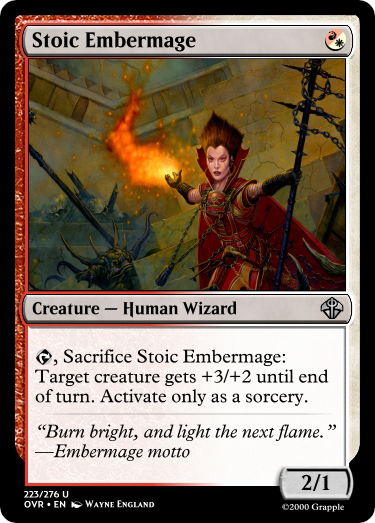 Stoic Embermage
Creature — Human Wizard
, Sacrifice Stoic Embermage:
Target creature gets +3/+2 until end
of turn. Activate only as a sorcery.
“Burn bright, and light the next flame.”
—Embermage motto
2/1
223/276 U
OVR • EN Wayne England
©2000 Grapple